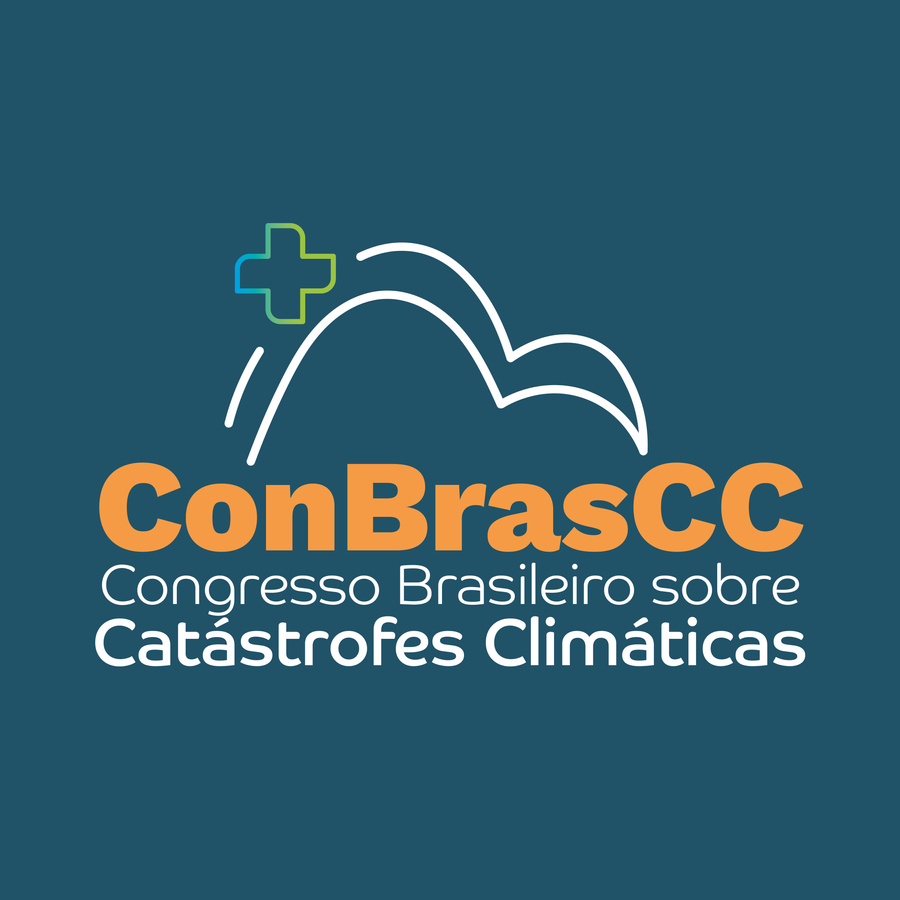 ConBrasCC
Congresso Brasileiro sobre
Catástrofes Climáticas